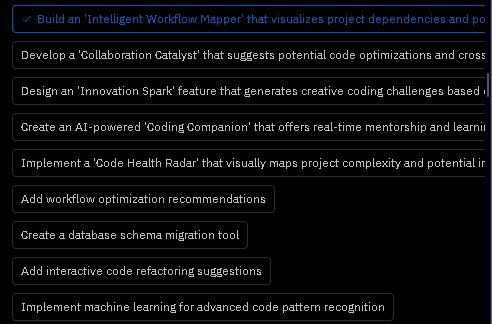 ✓ Build an 'Intelligent Workflow Mapper' that visualizes project dependencies and po
Develop a 'Collaboration Catalyst' that suggests potential code optimizations and cross
Design an 'Innovation Spark' feature that generates creative coding challenges based
Create an AI-powered 'Coding Companion' that offers real-time mentorship and learnin
Implement a 'Code Health Radar' that visually maps project complexity and potential
Add workflow optimization recommendations
Create a database schema migration tool
Add interactive code refactoring suggestions
Implement machine learning for advanced code pattern recognition